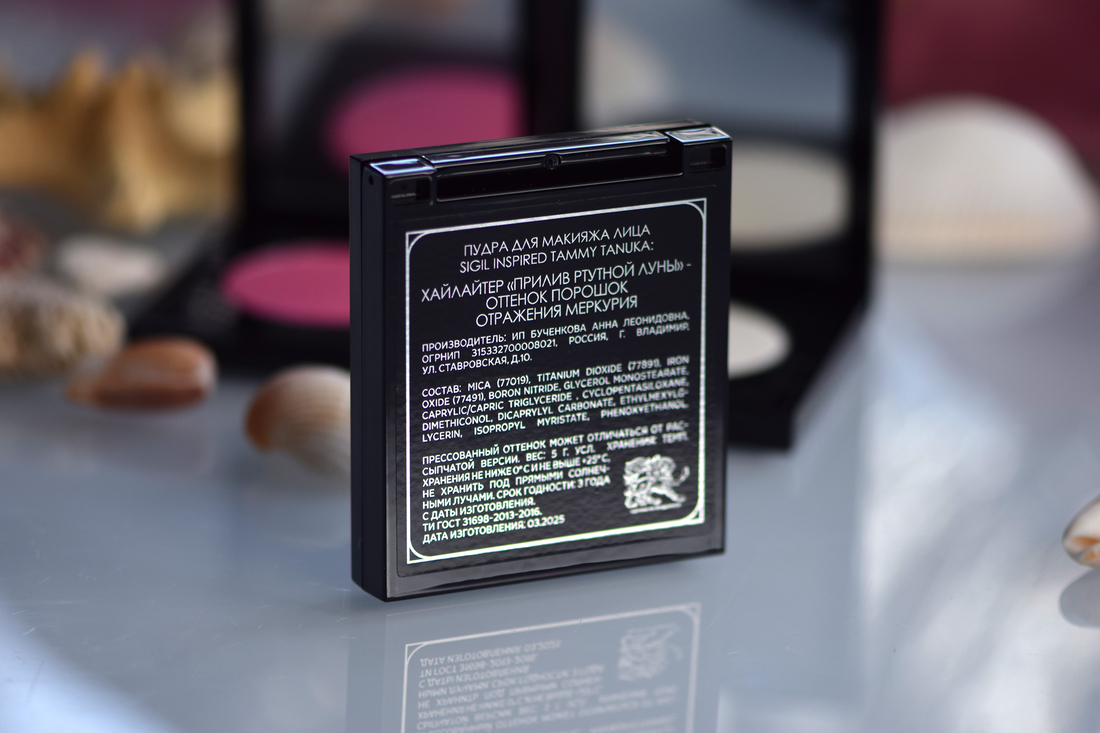 ПУДРА ДЛЯ МАКИЯЖА ЛИЦА
SIGIL INSPIRED TAMMY TANUKA:
ХАЙЛАЙТЕР «ПРИЛИВ РТУТНОЙ ЛУНЫ» -
ОТТЕНОК ПОРОШОК
ОТРАЖЕНИЯ МЕРКУРИЯ
ПРОИЗВОДИТЕЛЬ: ИП БУЧЕНКОВА АННА ЛЕОНИДОВНА,
ОГРНИП 315332700008021, РОССИЯ, Г. ВЛАДИМИР,
УЛ. СТАВРОВСКАЯ, Д.10.
СОСТАВ: MICA (77019), TITANIUM DIOXIDE (77891), IRON
OXIDE (77491), BORON NITRIDE, GLYCEROL MONOSTEARATE,
CAPRYLIC/CAPRIC TRIGLYCERIDE , CYCLOPENTASILOXANE,
DIMETHICONOL, DICAPRYLYL CARBONATE, ETHYLHEXYLG-
LYCERIN, ISOPROPYL MYRISTATE, PHENOXYETHANOL.
ПРЕССОВАННЫЙ ОТТЕНОК МОЖЕТ ОТЛИЧАТЬСЯ ОТ РАС-
СЫПЧАТОЙ ВЕРСИИ. ВЕС: 5 Г. УСЛ. ХРАНЕНИЕ: ТЕМП.
ХРАНЕНИЯ НЕ НИЖЕ 0°C И НЕ ВЫШЕ +25°C.
НЕ ХРАНИТЬ ПОД ПРЯМЫМИ СОЛНЕЧ-
НЫМИ ЛУЧАМИ. СРОК ГОДНОСТИ: 3 ГОДА
С ДАТЫ ИЗГОТОВЛЕНИЯ.
ТИ ГОСТ 31698-2013-2016.
ДАТА ИЗГОТОВЛЕНИЯ: 03.2025